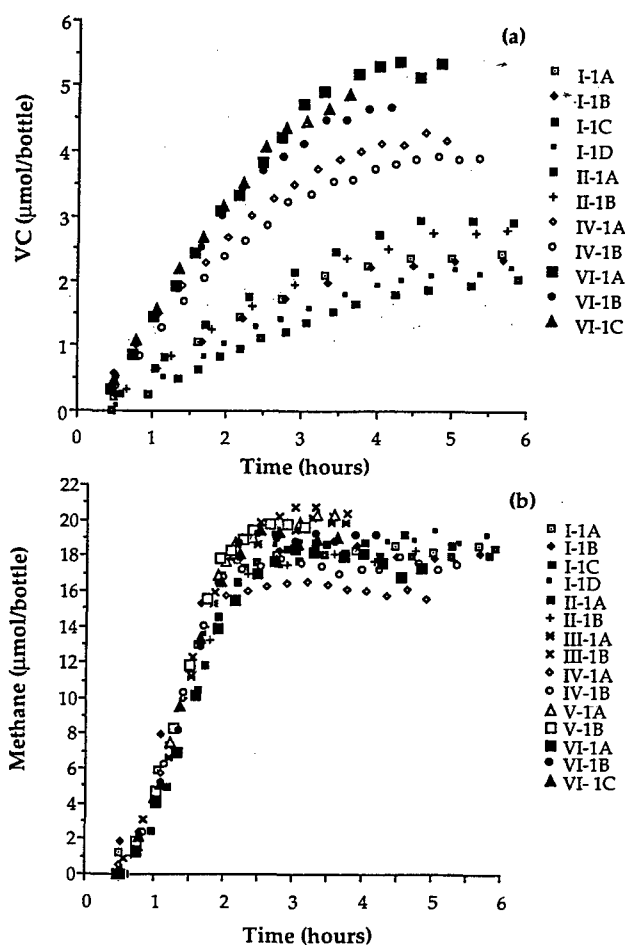 (a)
6
5
4
3
2
1
0
VC (μmol/bottle)
0 1 2 3 4 5 6
Time (hours)
I-1A
I-1B
I-1C
I-1D
II-1A
II-1B
IV-1A
IV-1B
VI-1A
VI-1B
VI-1C
(b)
22
20
18
16
14
12
10
8
6
4
2
0
Methane (μmol/bottle)
0 1 2 3 4 5 6
Time (hours)
I-1A
I-1B
I-1C
I-1D
II-1A
II-1B
III-1A
III-1B
IV-1A
IV-1B
V-1A
V-1B
VI-1A
VI-1B
VI- 1C